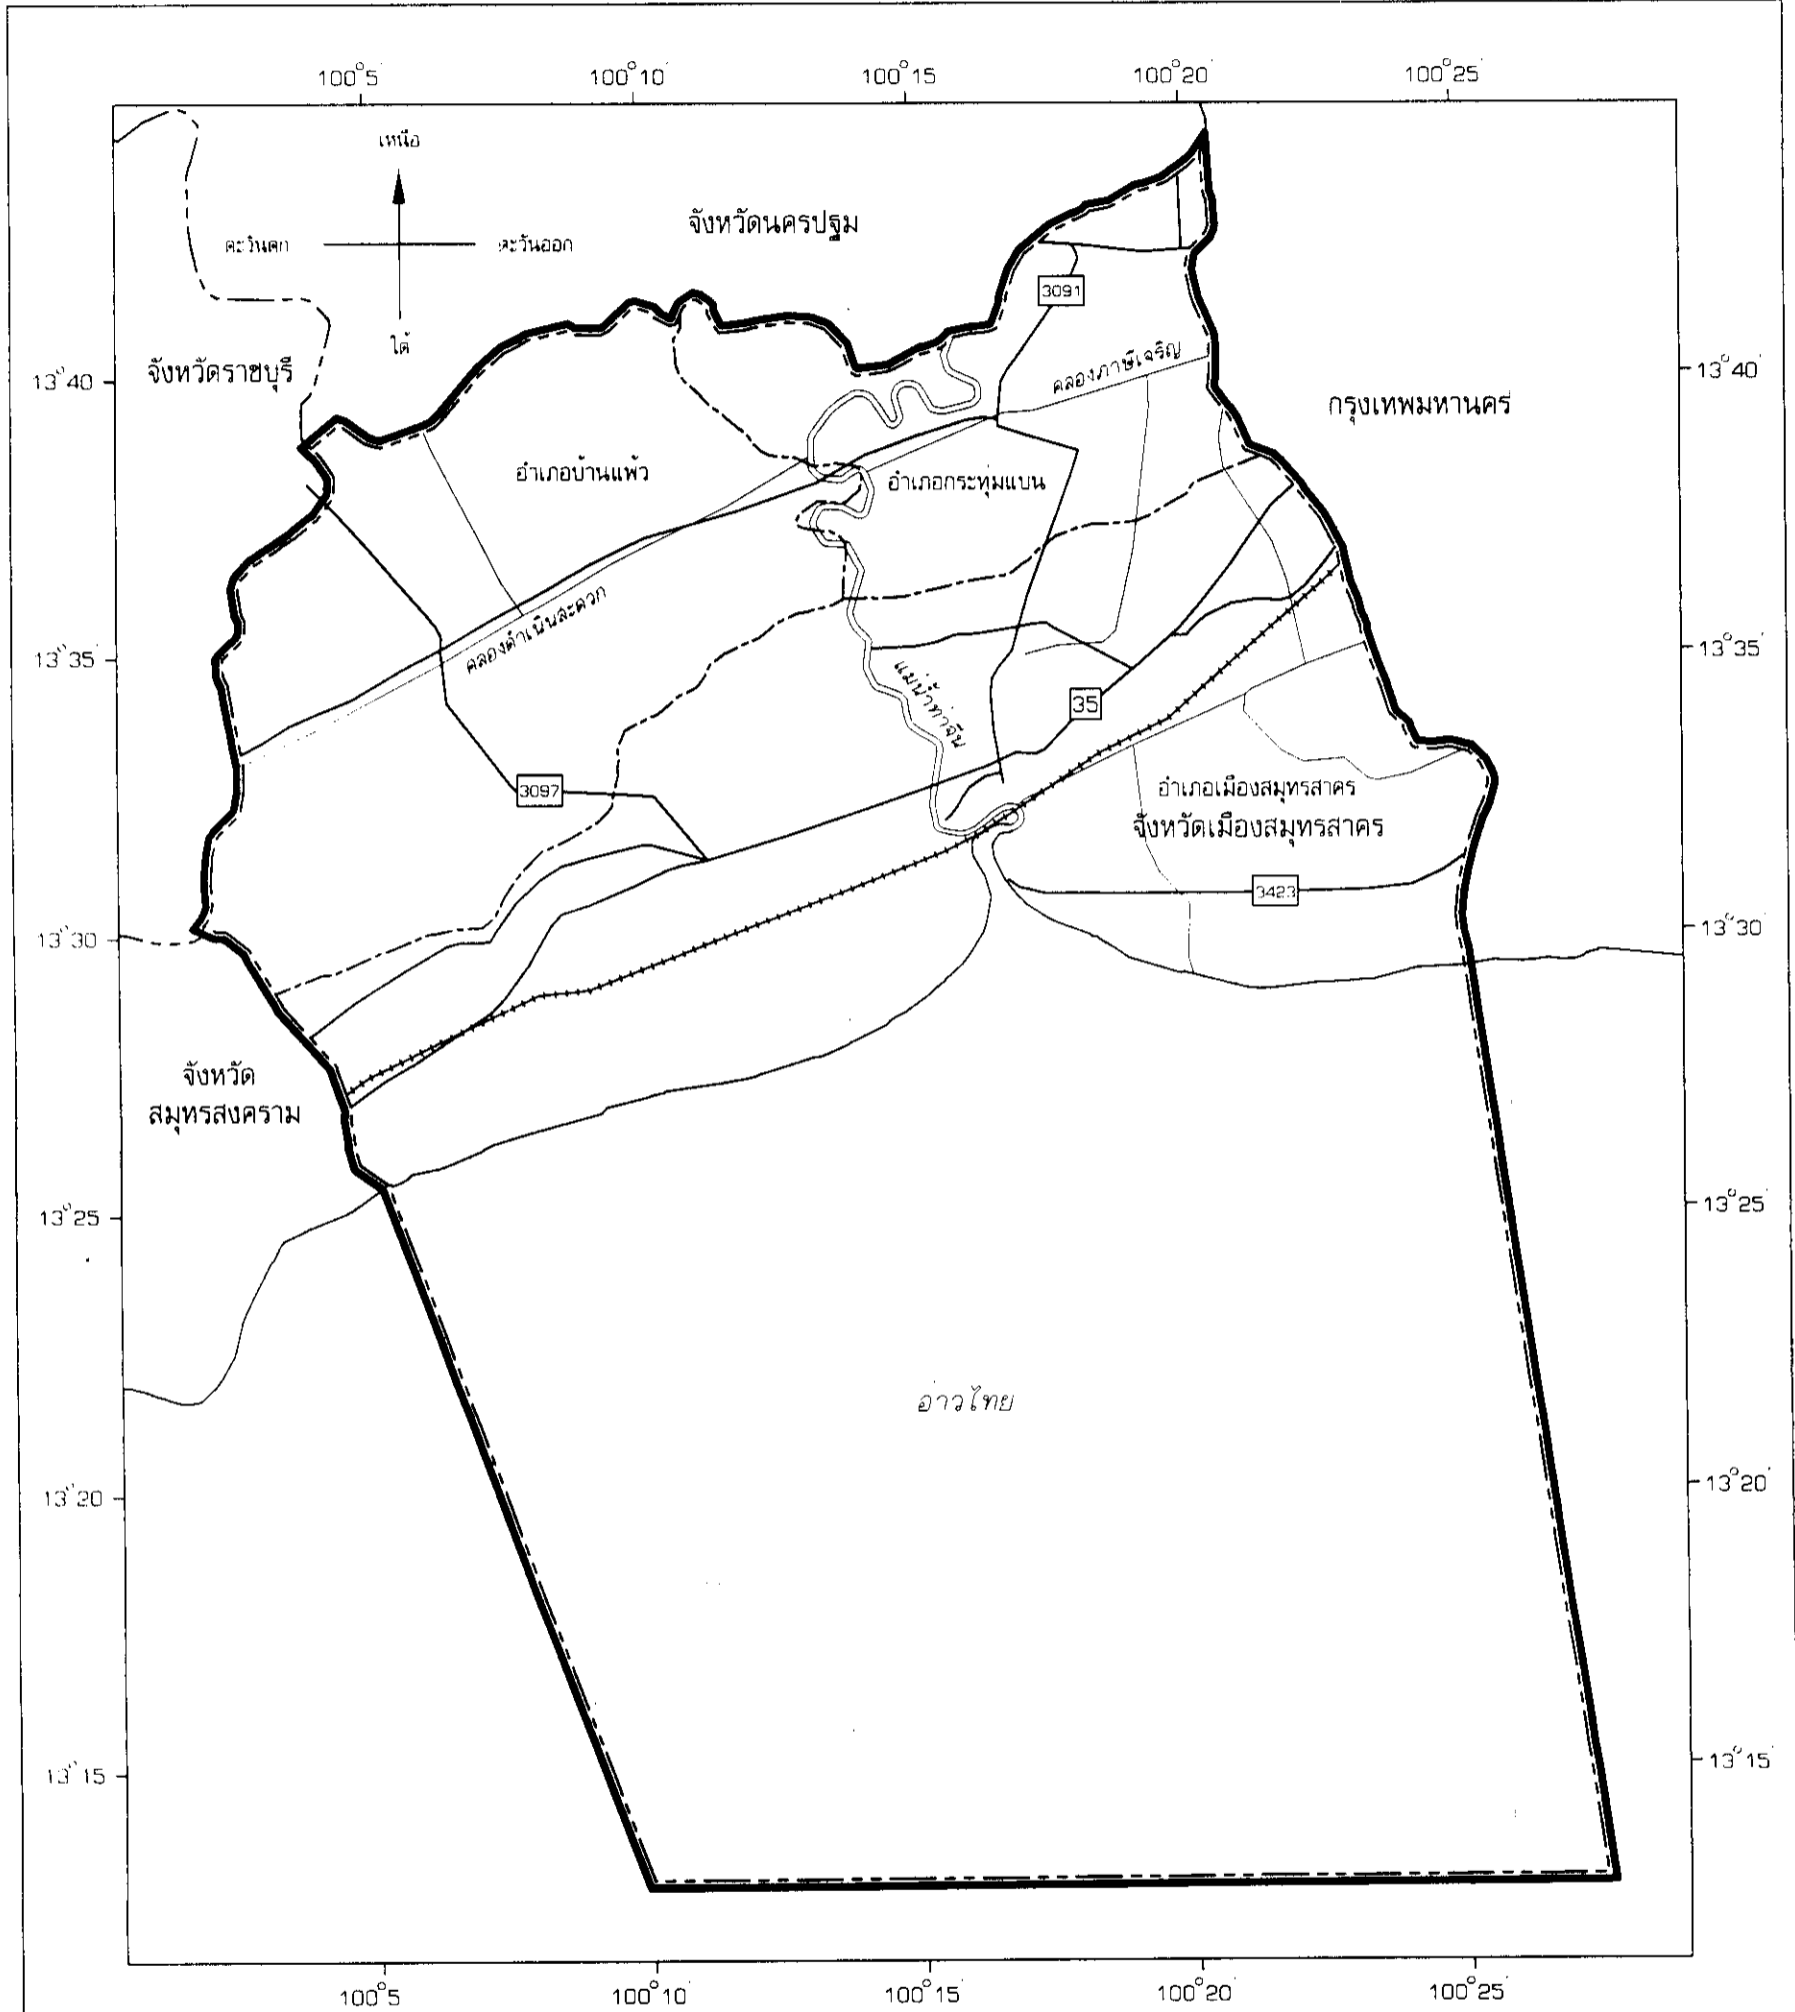 100°5' 100°10' 100°15' 100°20' 100°25'
เหนือ
ตะวันตก ตะวันออก
ใต้
จังหวัดนครปฐม
3091
จังหวัดราชบุรี
คลองภาษีเจริญ
13°40' 13°40'
กรุงเทพมหานคร
อำเภอบ้านแพ้ว
อำเภอกระทุ่มแบน
คลองดำเนินสะดวก
13°35' 13°35'
แม่น้ำท่าจีน
35
3097
อำเภอเมืองสมุทรสาคร
จังหวัดเมืองสมุทรสาคร
3423
13°30' 13°30'
จังหวัด
สมุทรสงคราม
13°25' 13°25'
อ่าวไทย
13°20' 13°20'
13°15' 13°15'
100°5' 100°10' 100°15' 100°20' 100°25'